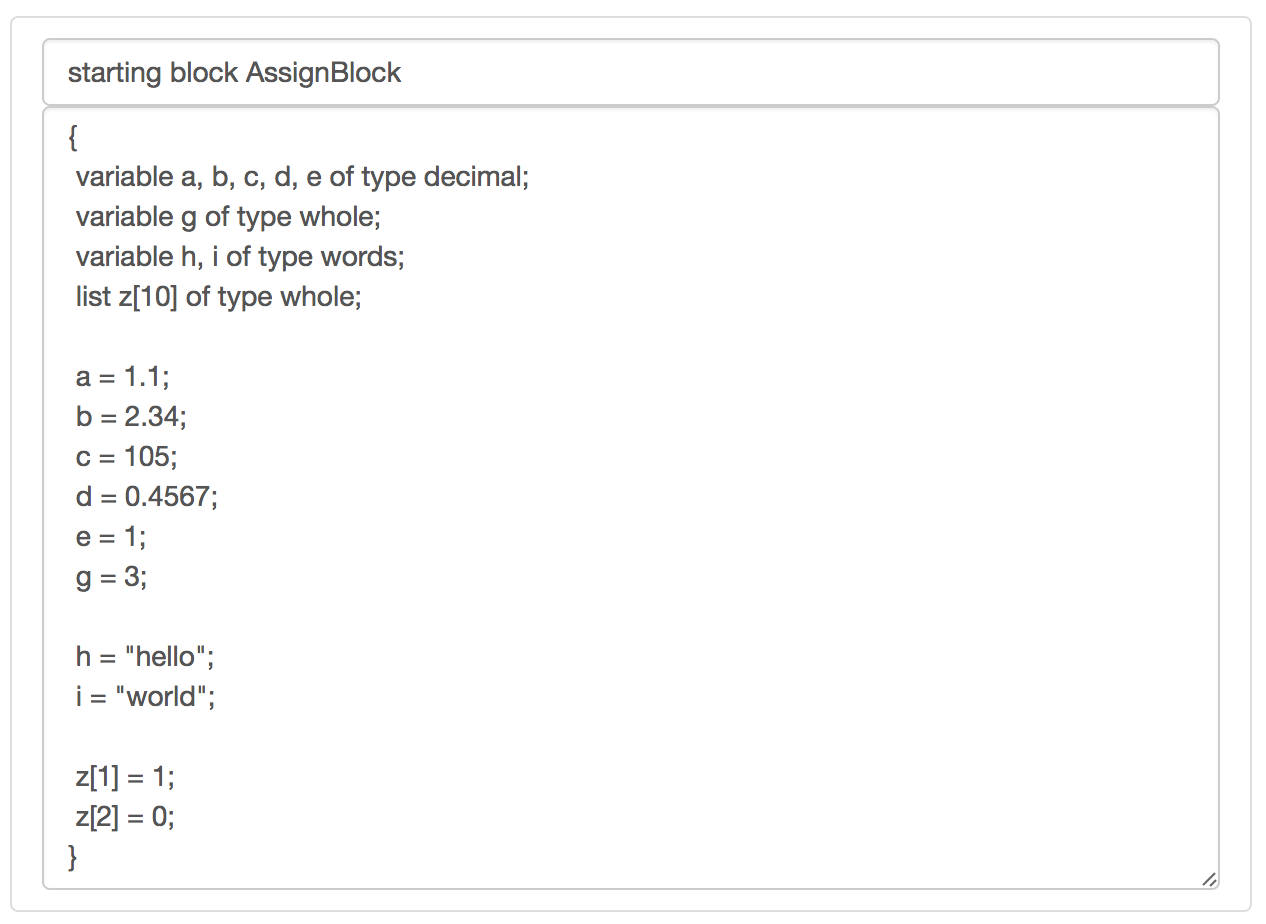 starting block AssignBlock
{
variable a, b, c, d, e of type decimal;
variable g of type whole;
variable h, i of type words;
list z[10] of type whole;
a = 1.1;
b = 2.34;
c = 105;
d = 0.4567;
e = 1;
g = 3;
h = "hello";
i = "world";
z[1] = 1;
z[2] = 0;
}